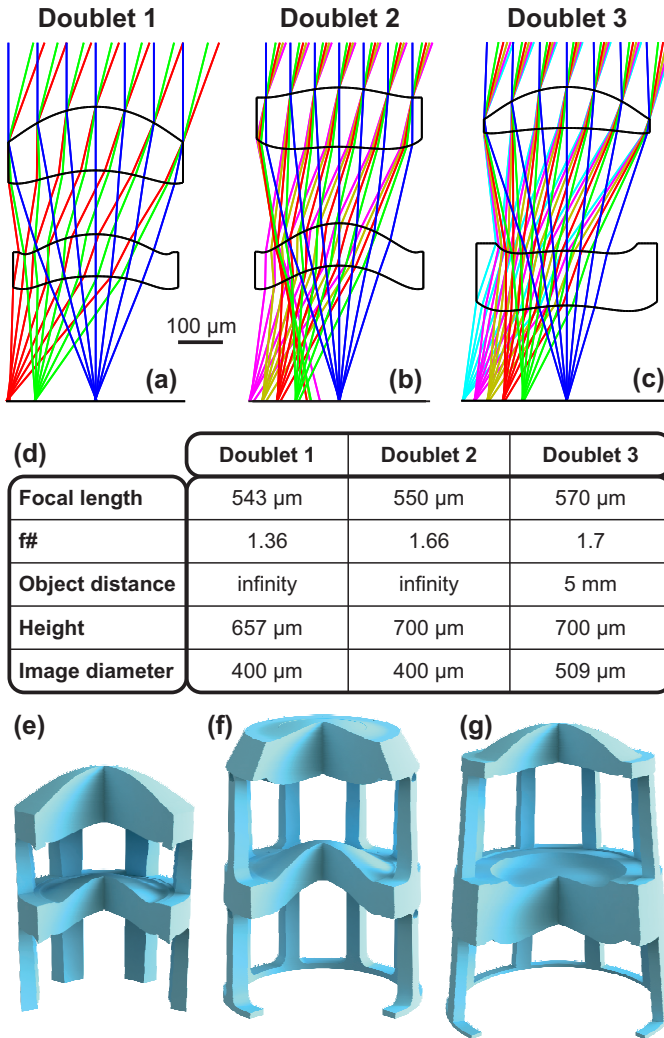 Doublet 1 Doublet 2 Doublet 3
100 µm
(a) (b) (c)
(d) Doublet 1 Doublet 2 Doublet 3
Focal length 543 µm 550 µm 570 µm
f# 1.36 1.66 1.7
Object distance infinity infinity 5 mm
Height 657 µm 700 µm 700 µm
Image diameter 400 µm 400 µm 509 µm
(e) (f) (g)